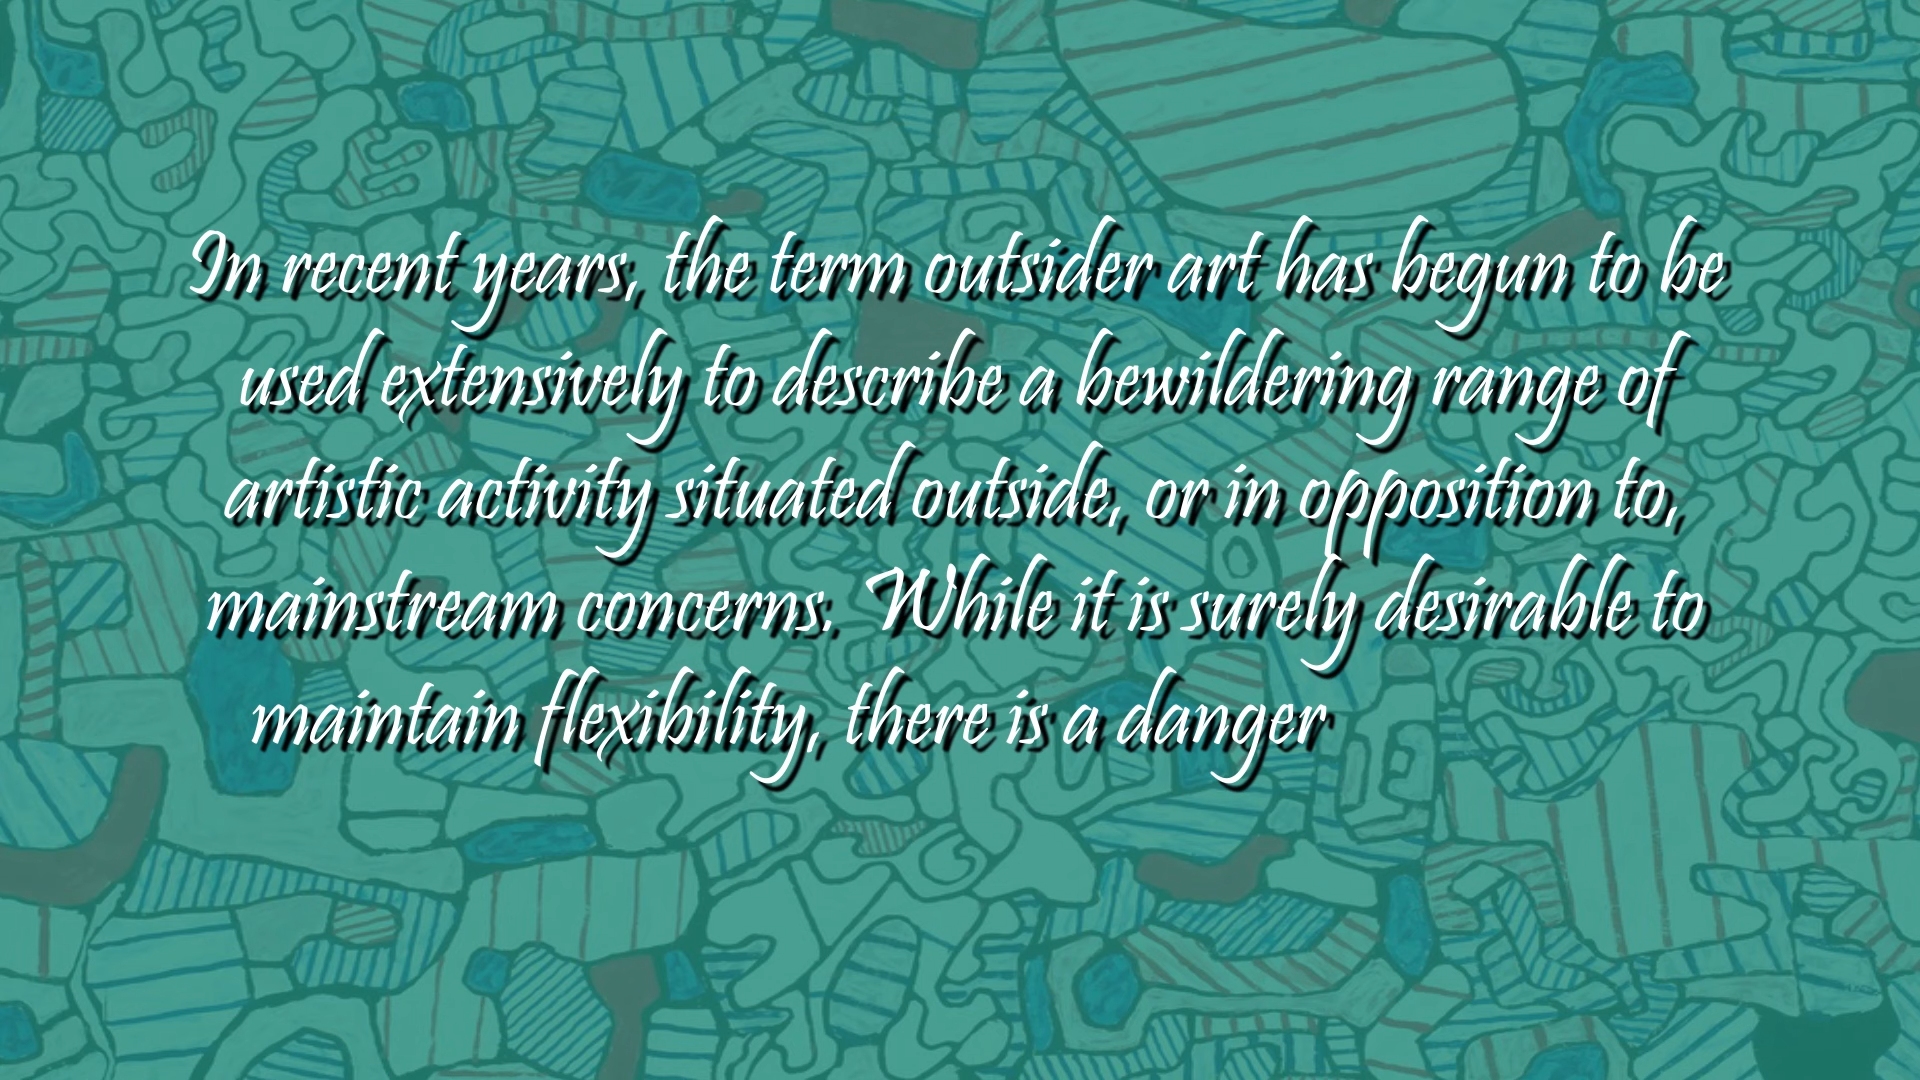 In recent years, the term outsider art has begun to be
used extensively to describe a bewildering range of
artistic activity situated outside, or in opposition to,
mainstream concerns. While it is surely desirable to
maintain flexibility, there is a danger